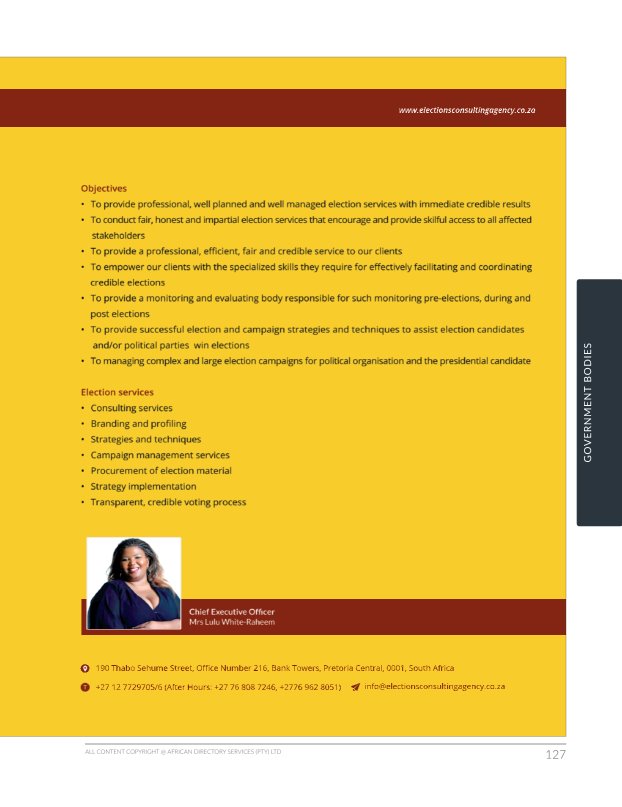 www.electionsconsultingagency.co.za
Objectives
• To provide professional, well planned and well managed election services with immediate credible results
• To conduct fair, honest and impartial election services that encourage and provide skilful access to all affected
stakeholders
• To provide a professional, efficient, fair and credible service to our clients
• To empower our clients with the specialized skills they require for effectively facilitating and coordinating
credible elections
• To provide a monitoring and evaluating body responsible for such monitoring pre-elections, during and
post elections
• To provide successful election and campaign strategies and techniques to assist election candidates
and/or political parties win elections
• To managing complex and large election campaigns for political organisation and the presidential candidate
Election services
• Consulting services
• Branding and profiling
• Strategies and techniques
• Campaign management services
• Procurement of election material
• Strategy implementation
• Transparent, credible voting process
Chief Executive Officer
Mrs Lulu White-Raheem
190 Thabo Sehume Street, Office Number 216, Bank Towers, Pretoria Central, 0001, South Africa
+27 12 7729705/6 (After Hours: +27 76 808 7246, +2776 962 8051) info@electionsconsultingagency.co.za
GOVERNMENT BODIES
ALL CONTENT COPYRIGHT @ AFRICAN DIRECTORY SERVICES (PTY) LTD
127